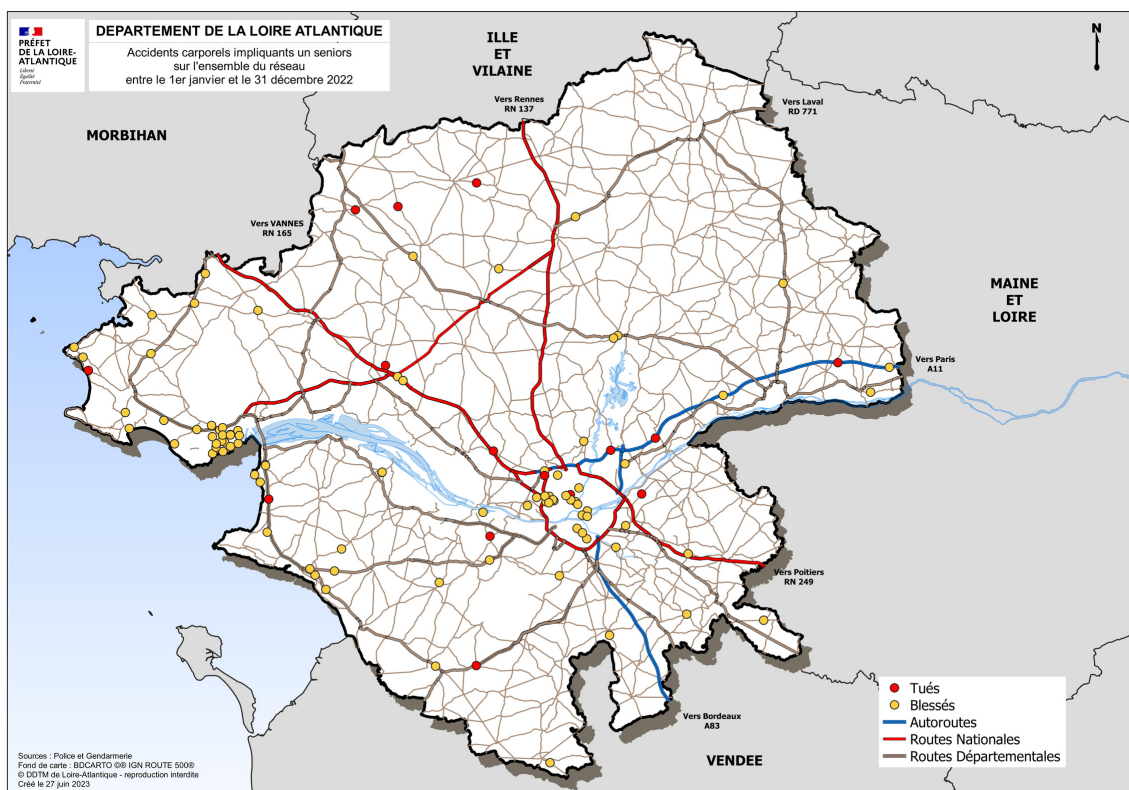 PRÉFET
DE LA LOIRE-
ATLANTIQUE
Liberté
Égalité
Fraternité
DEPARTEMENT DE LA LOIRE ATLANTIQUE
Accidents carporels impliquants un seniors
sur l'ensemble du réseau
entre le 1er janvier et le 31 décembre 2022
ILLE
ET
VILAINE
N
Vers Rennes
RN 137
Vers Laval
RD 771
MORBIHAN
Vers VANNES
RN 165
MAINE
ET
LOIRE
Vers Paris
A11
Vers Poitiers
RN 249
Vers Bordeaux
A83
VENDEE
Tués
Blessés
Autoroutes
Routes Nationales
Routes Départementales
Sources : Police et Gendarmerie
Fond de carte : BDCARTO ©® IGN ROUTE 500®
© DDTM de Loire-Atlantique - reproduction interdite
Créé le 27 juin 2023